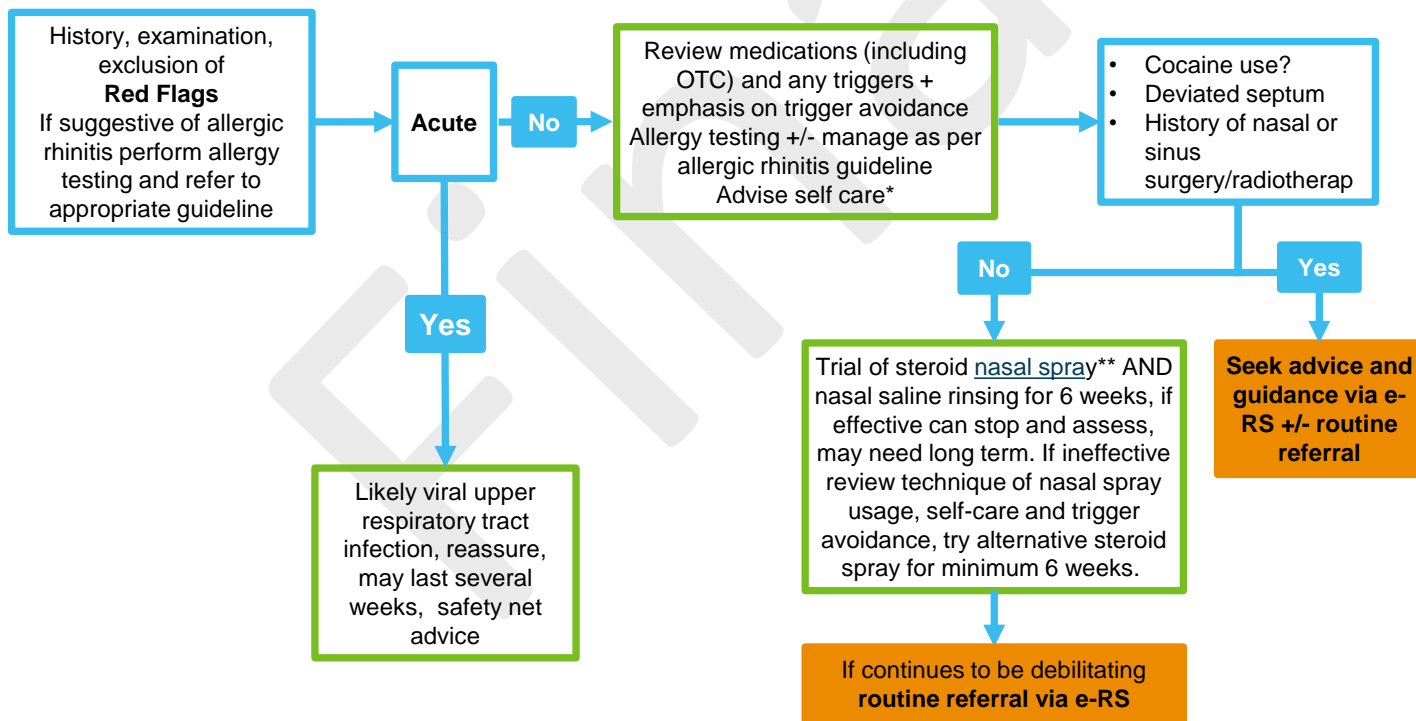 History, examination,
exclusion of
Red Flags
If suggestive of allergic
rhinitis perform allergy
testing and refer to
appropriate guideline
Acute
No
Review medications (including
OTC) and any triggers +
emphasis on trigger avoidance
Allergy testing +/- manage as per
allergic rhinitis guideline
Advise self care*
• Cocaine use?
• Deviated septum
• History of nasal or
sinus
surgery/radiotherap
Yes
Likely viral upper
respiratory tract
infection, reassure,
may last several
weeks, safety net
advice
No
Yes
Trial of steroid nasal spray** AND
nasal saline rinsing for 6 weeks, if
effective can stop and assess,
may need long term. If ineffective
review technique of nasal spray
usage, self-care and trigger
avoidance, try alternative steroid
spray for minimum 6 weeks.
Seek advice and
guidance via e-
RS +/- routine
referral
If continues to be debilitating
routine referral via e-RS
Fina